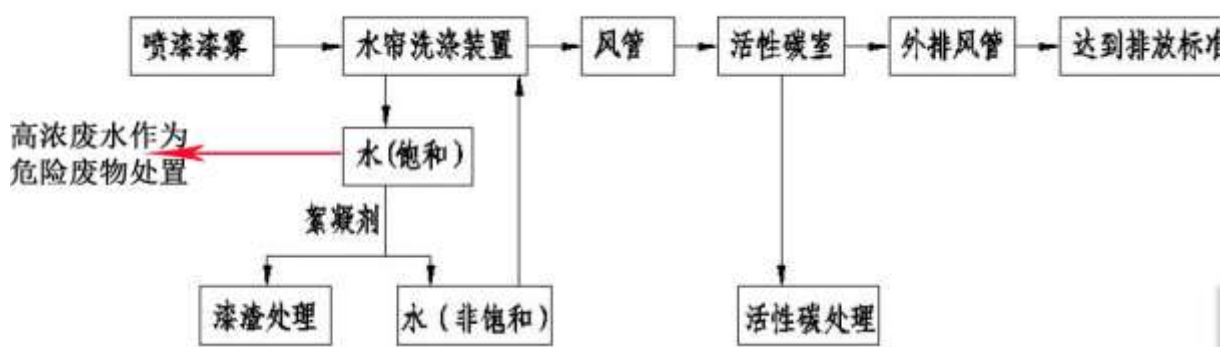 喷漆漆雾
水帘洗涤装置
风管
活性碳室
外排风管
达到排放标准
高浓废水作为
危险废物处置
水(饱和)
絮凝剂
漆渣处理
水(非饱和)
活性碳处理